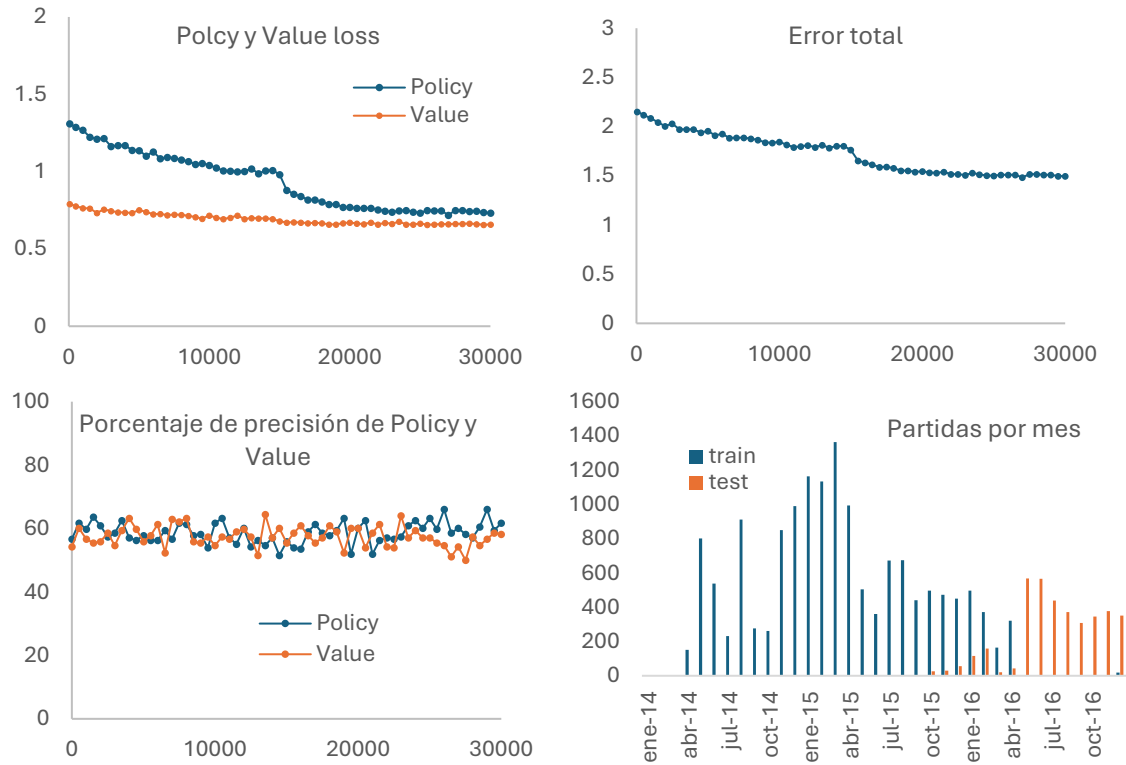 Polcy y Value loss
Policy
Value
2
1.5
1
0.5
0
0
10000
20000
30000
Error total
3
2.5
2
1.5
1
0.5
0
0
10000
20000
30000
Porcentaje de precisión de Policy y
Value
Policy
Value
100
80
60
40
20
0
0
10000
20000
30000
Partidas por mes
train
test
1600
1400
1200
1000
800
600
400
200
0
ene-14
abr-14
jul-14
oct-14
ene-15
abr-15
jul-15
oct-15
ene-16
abr-16
jul-16
oct-16